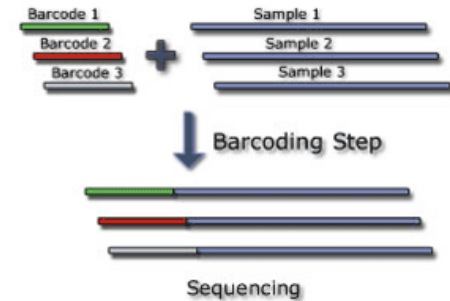 Barcode 1
Sample 1
Barcode 2
Sample 2
Barcode 3
Sample 3
Barcoding Step
Sequencing